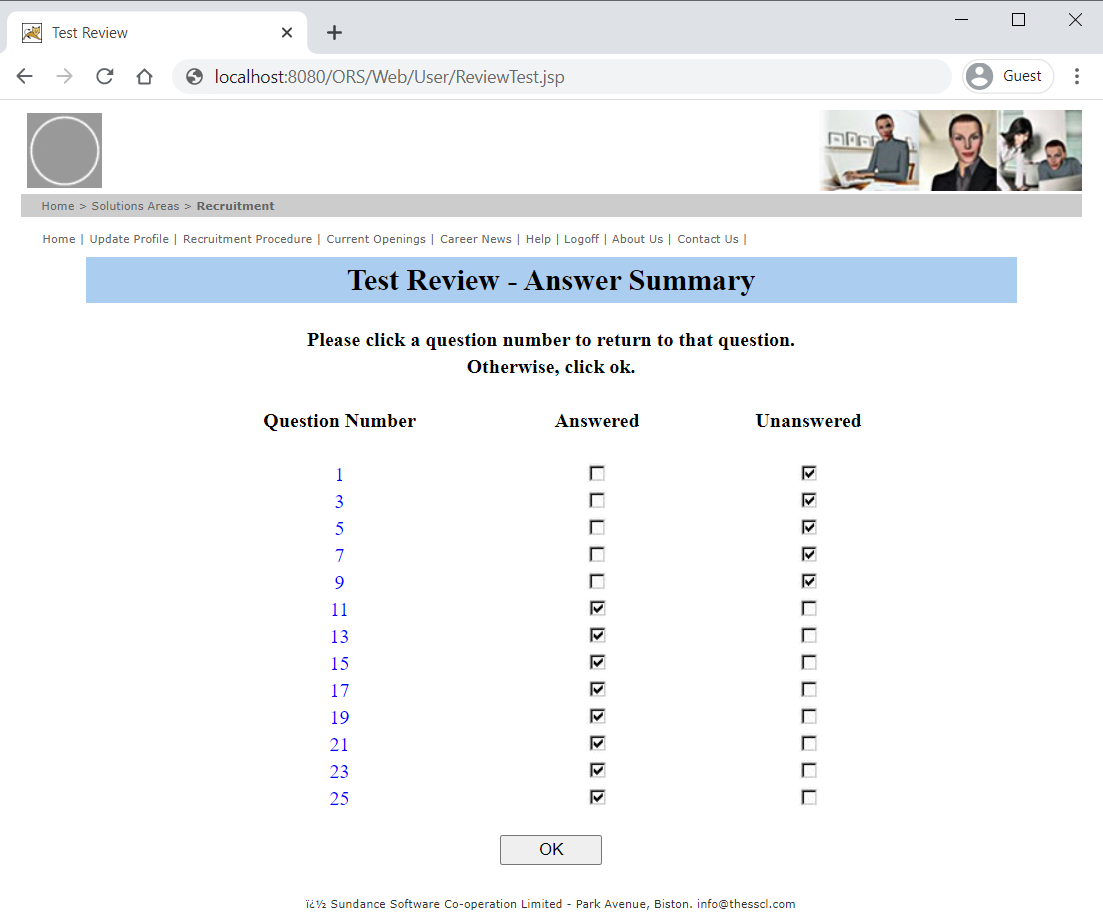 Test Review
localhost:8080/ORS/Web/User/ReviewTest.jsp
Guest
Home > Solutions Areas > Recruitment
Home | Update Profile | Recruitment Procedure | Current Openings | Career News | Help | Logoff | About Us | Contact Us |
Test Review - Answer Summary
Please click a question number to return to that question.
Otherwise, click ok.
Question Number Answered Unanswered
1
3
5
7
9
11
13
15
17
19
21
23
25
OK
ï¿½ Sundance Software Co-operation Limited - Park Avenue, Biston. info@thesscl.com